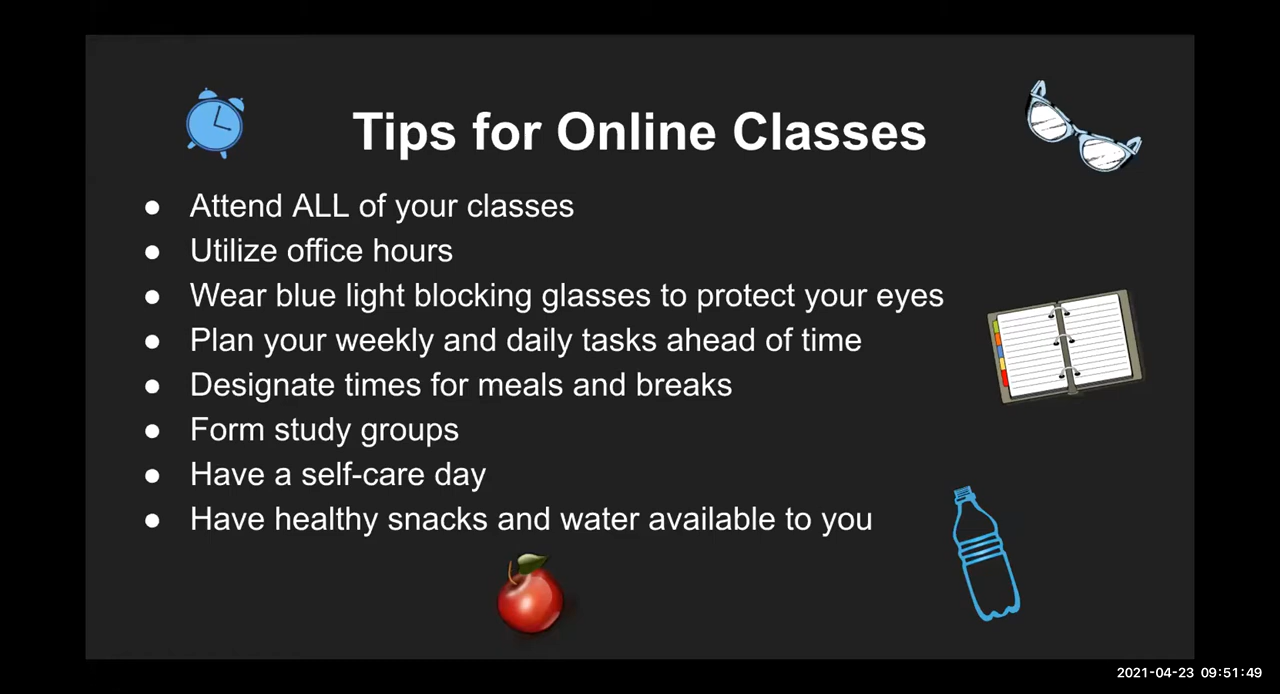 Tips for Online Classes
● Attend ALL of your classes
● Utilize office hours
● Wear blue light blocking glasses to protect your eyes
● Plan your weekly and daily tasks ahead of time
● Designate times for meals and breaks
● Form study groups
● Have a self-care day
● Have healthy snacks and water available to you
2021-04-23 09:51:49